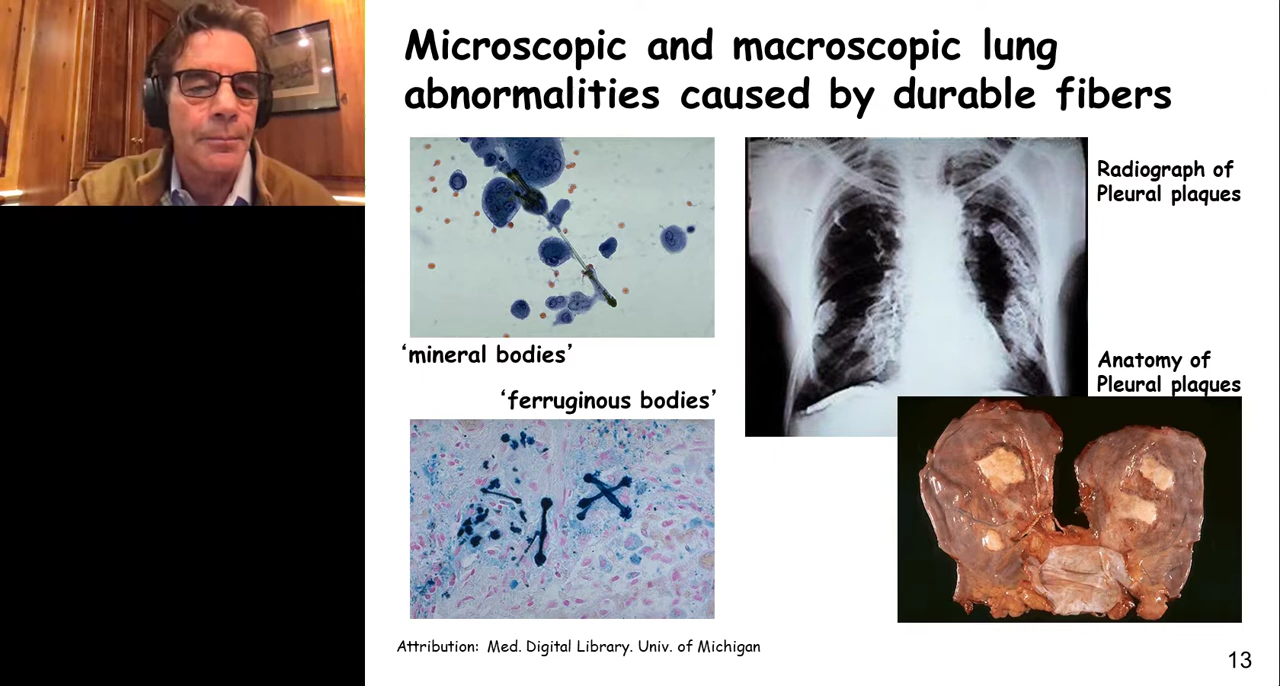 Microscopic and macroscopic lung
abnormalities caused by durable fibers
Radiograph of
Pleural plaques
‘mineral bodies’
Anatomy of
Pleural plaques
‘ferruginous bodies’
Attribution: Med. Digital Library. Univ. of Michigan
13